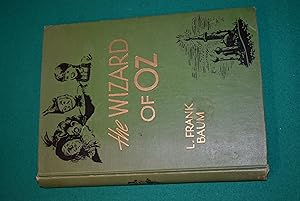 the WIZARD
OF OZ
L. FRANK
BAUM